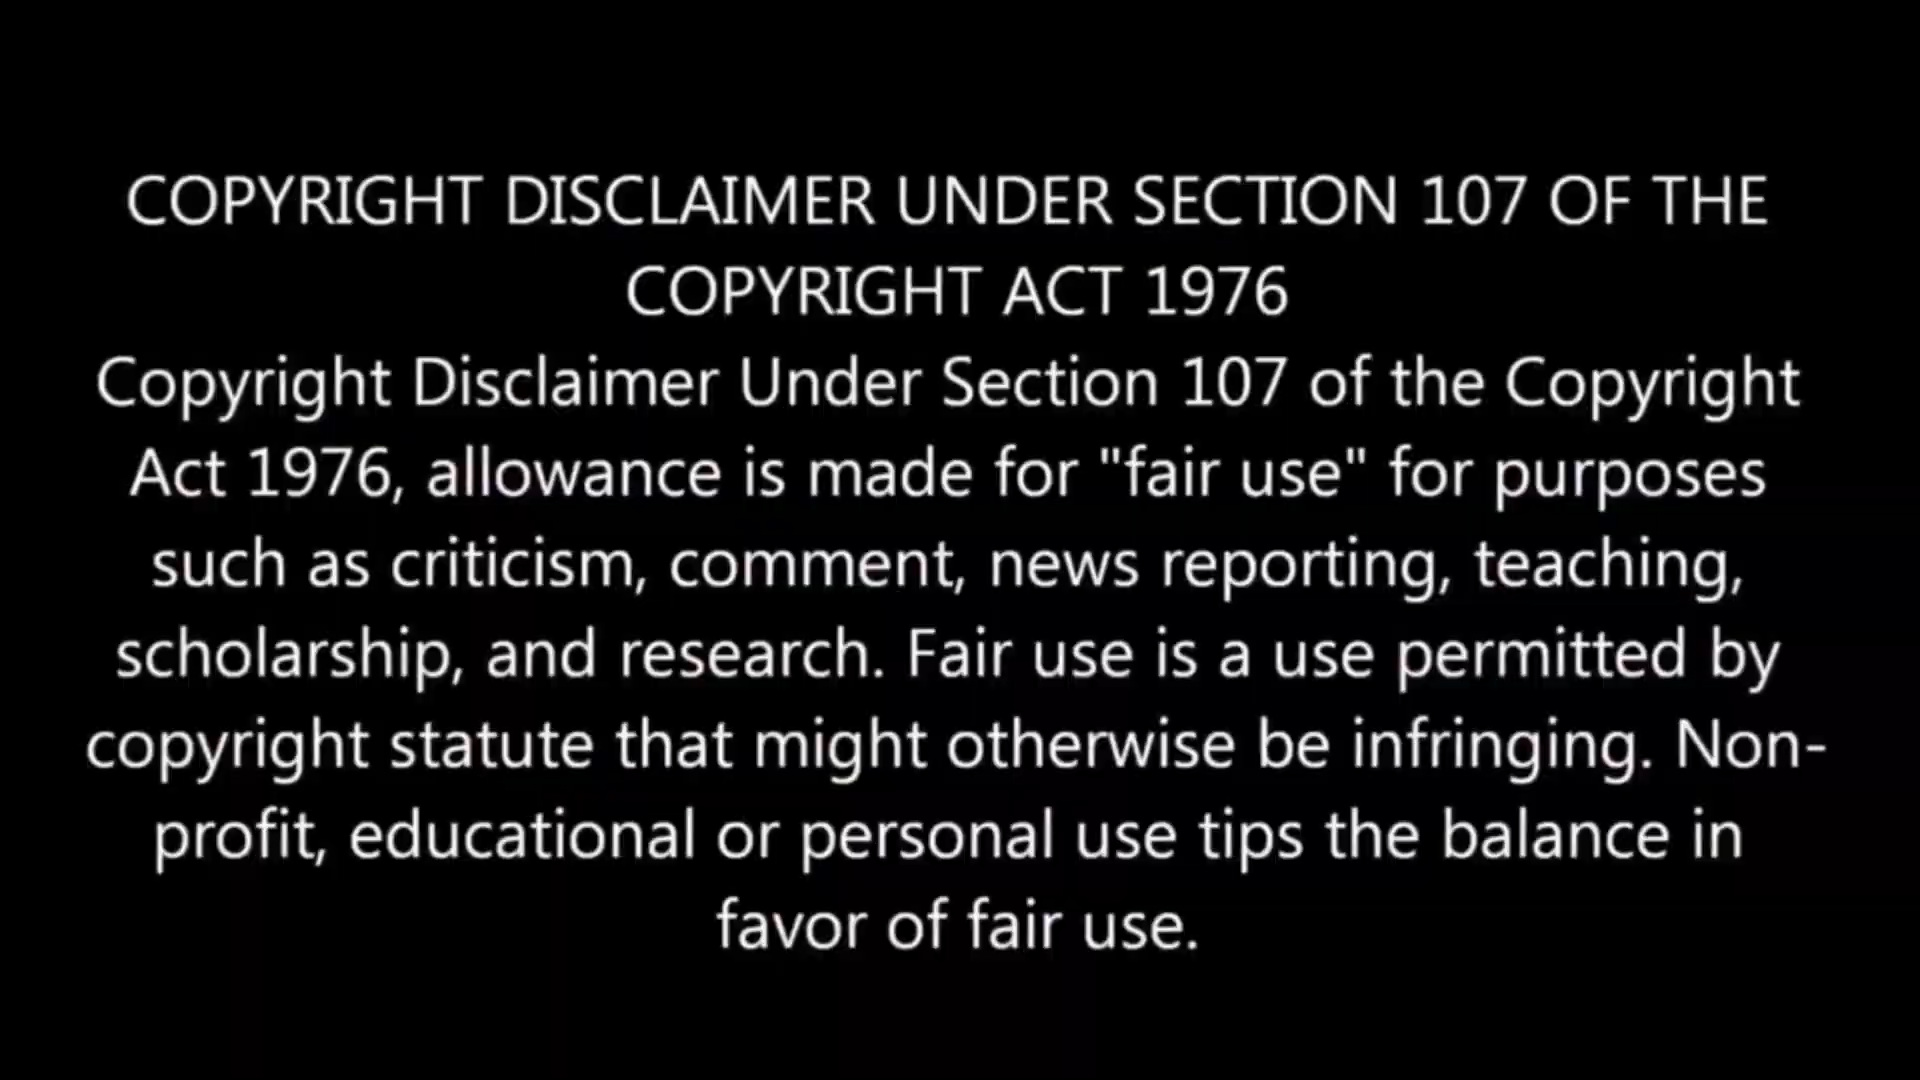 COPYRIGHT DISCLAIMER UNDER SECTION 107 OF THE
COPYRIGHT ACT 1976
Copyright Disclaimer Under Section 107 of the Copyright
Act 1976, allowance is made for "fair use" for purposes
such as criticism, comment, news reporting, teaching,
scholarship, and research. Fair use is a use permitted by
copyright statute that might otherwise be infringing. Non-
profit, educational or personal use tips the balance in
favor of fair use.